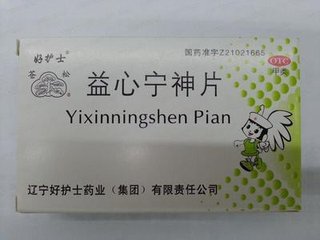 国药准字Z21021665
好护士
苍松
OTC
甲类
益心宁神片
Yixinningshen Pian
辽宁好护士药业（集团）有限责任公司